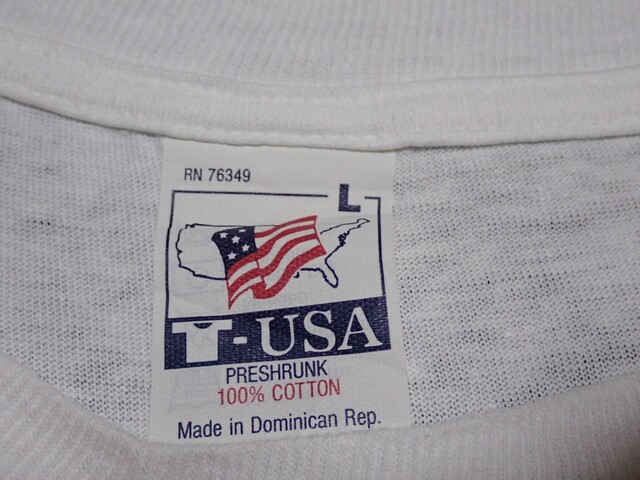 RN 76349
L
T-USA
PRESHRUNK
100% COTTON
Made in Dominican Rep.